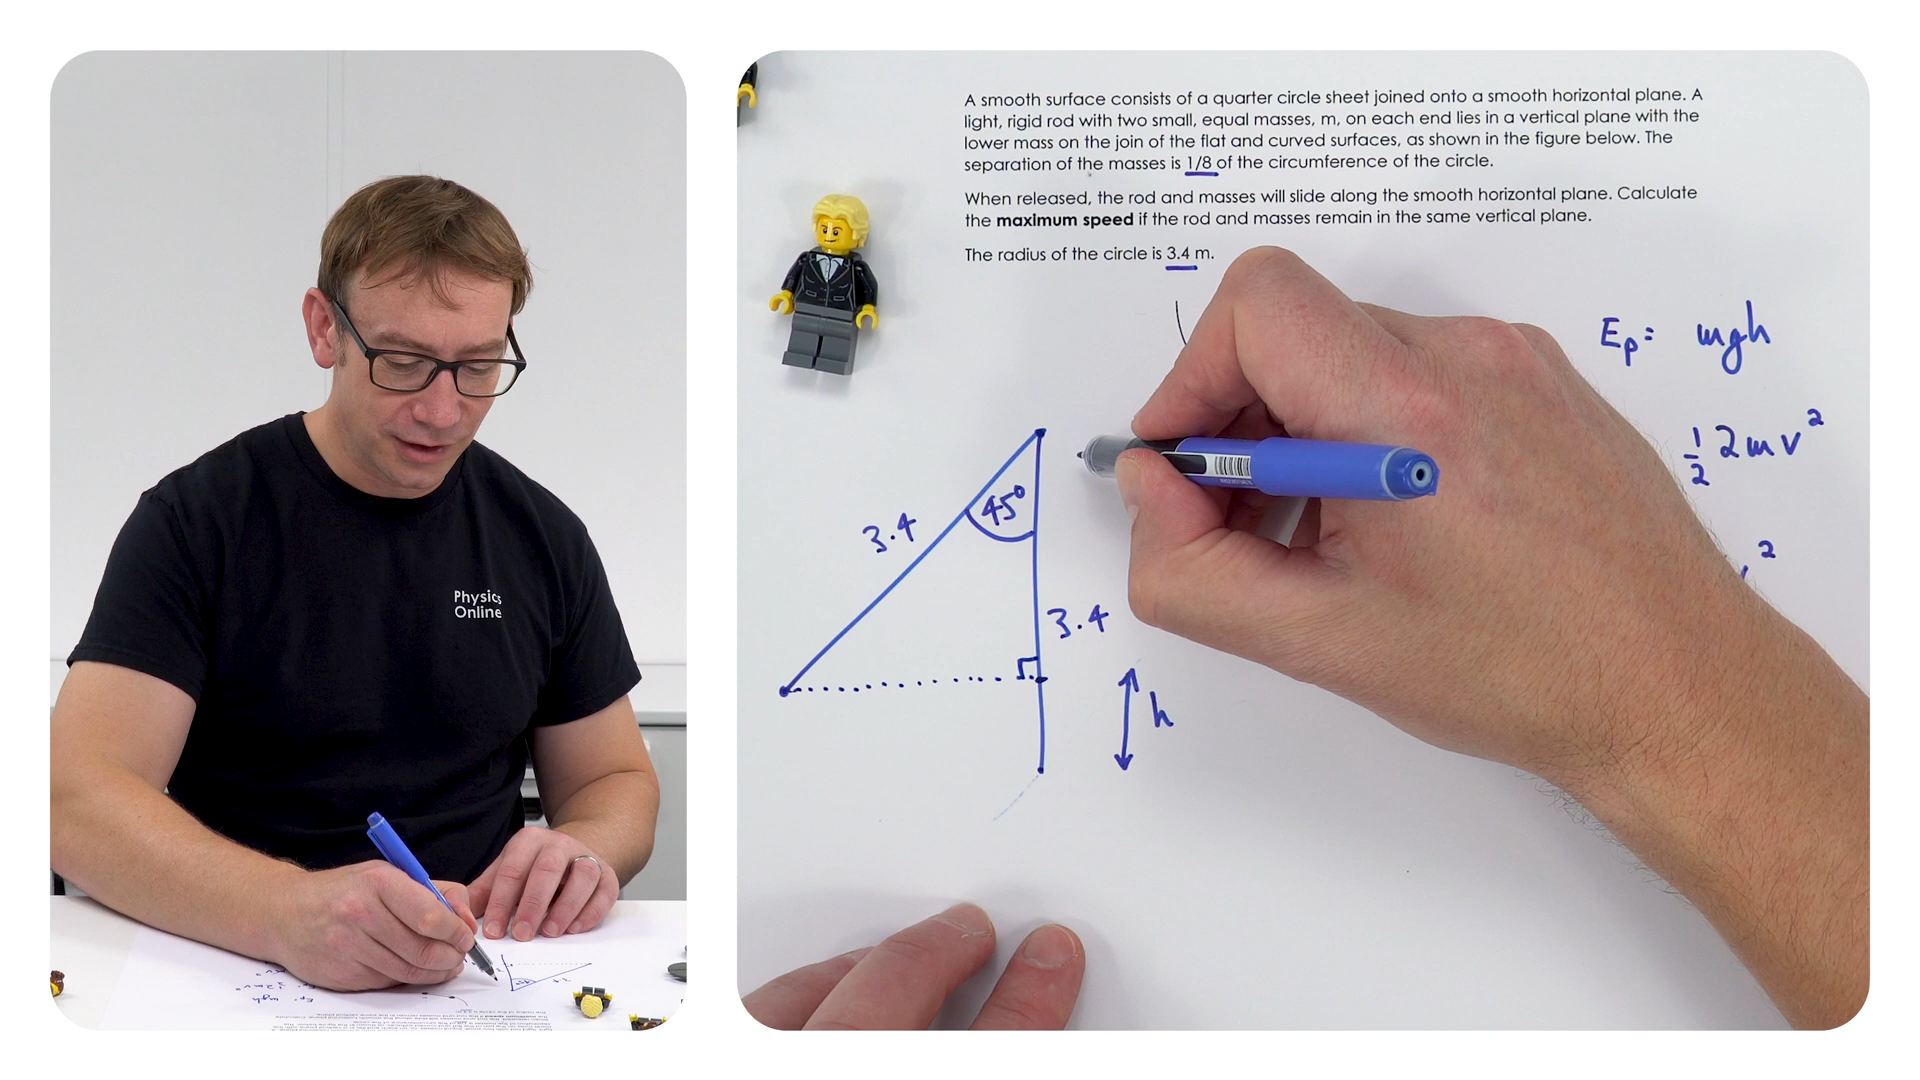 Physics
Online
A smooth surface consists of a quarter circle sheet joined onto a smooth horizontal plane. A
light, rigid rod with two small, equal masses, m, on each end lies in a vertical plane with the
lower mass on the join of the flat and curved surfaces, as shown in the figure below. The
separation of the masses is 1/8 of the circumference of the circle.
When released, the rod and masses will slide along the smooth horizontal plane. Calculate
the maximum speed if the rod and masses remain in the same vertical plane.
The radius of the circle is 3.4 m.
Ep = mgh
½ 2mv²
2
45°
3.4
3.4
h